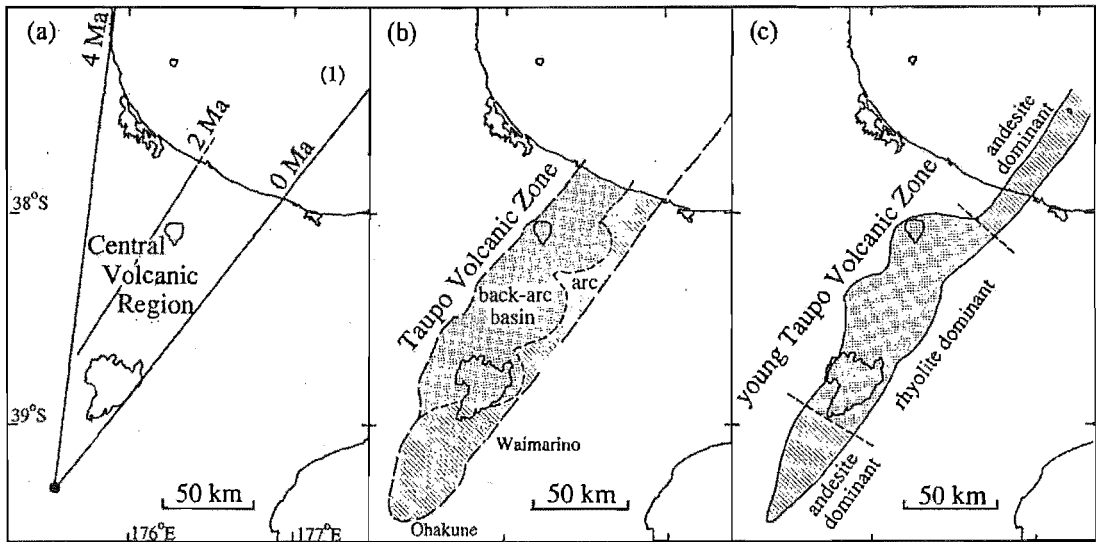 (a)
4 Ma
(1)
2 Ma
0 Ma
38°S
Central
Volcanic
Region
39°S
50 km
176°E
177°E
(b)
Taupo Volcanic Zone
back-arc
basin
arc
Waimarino
50 km
Ohakune
(c)
andesite
dominant
young Taupo Volcanic Zone
rhyolite dominant
andesite
dominant
50 km